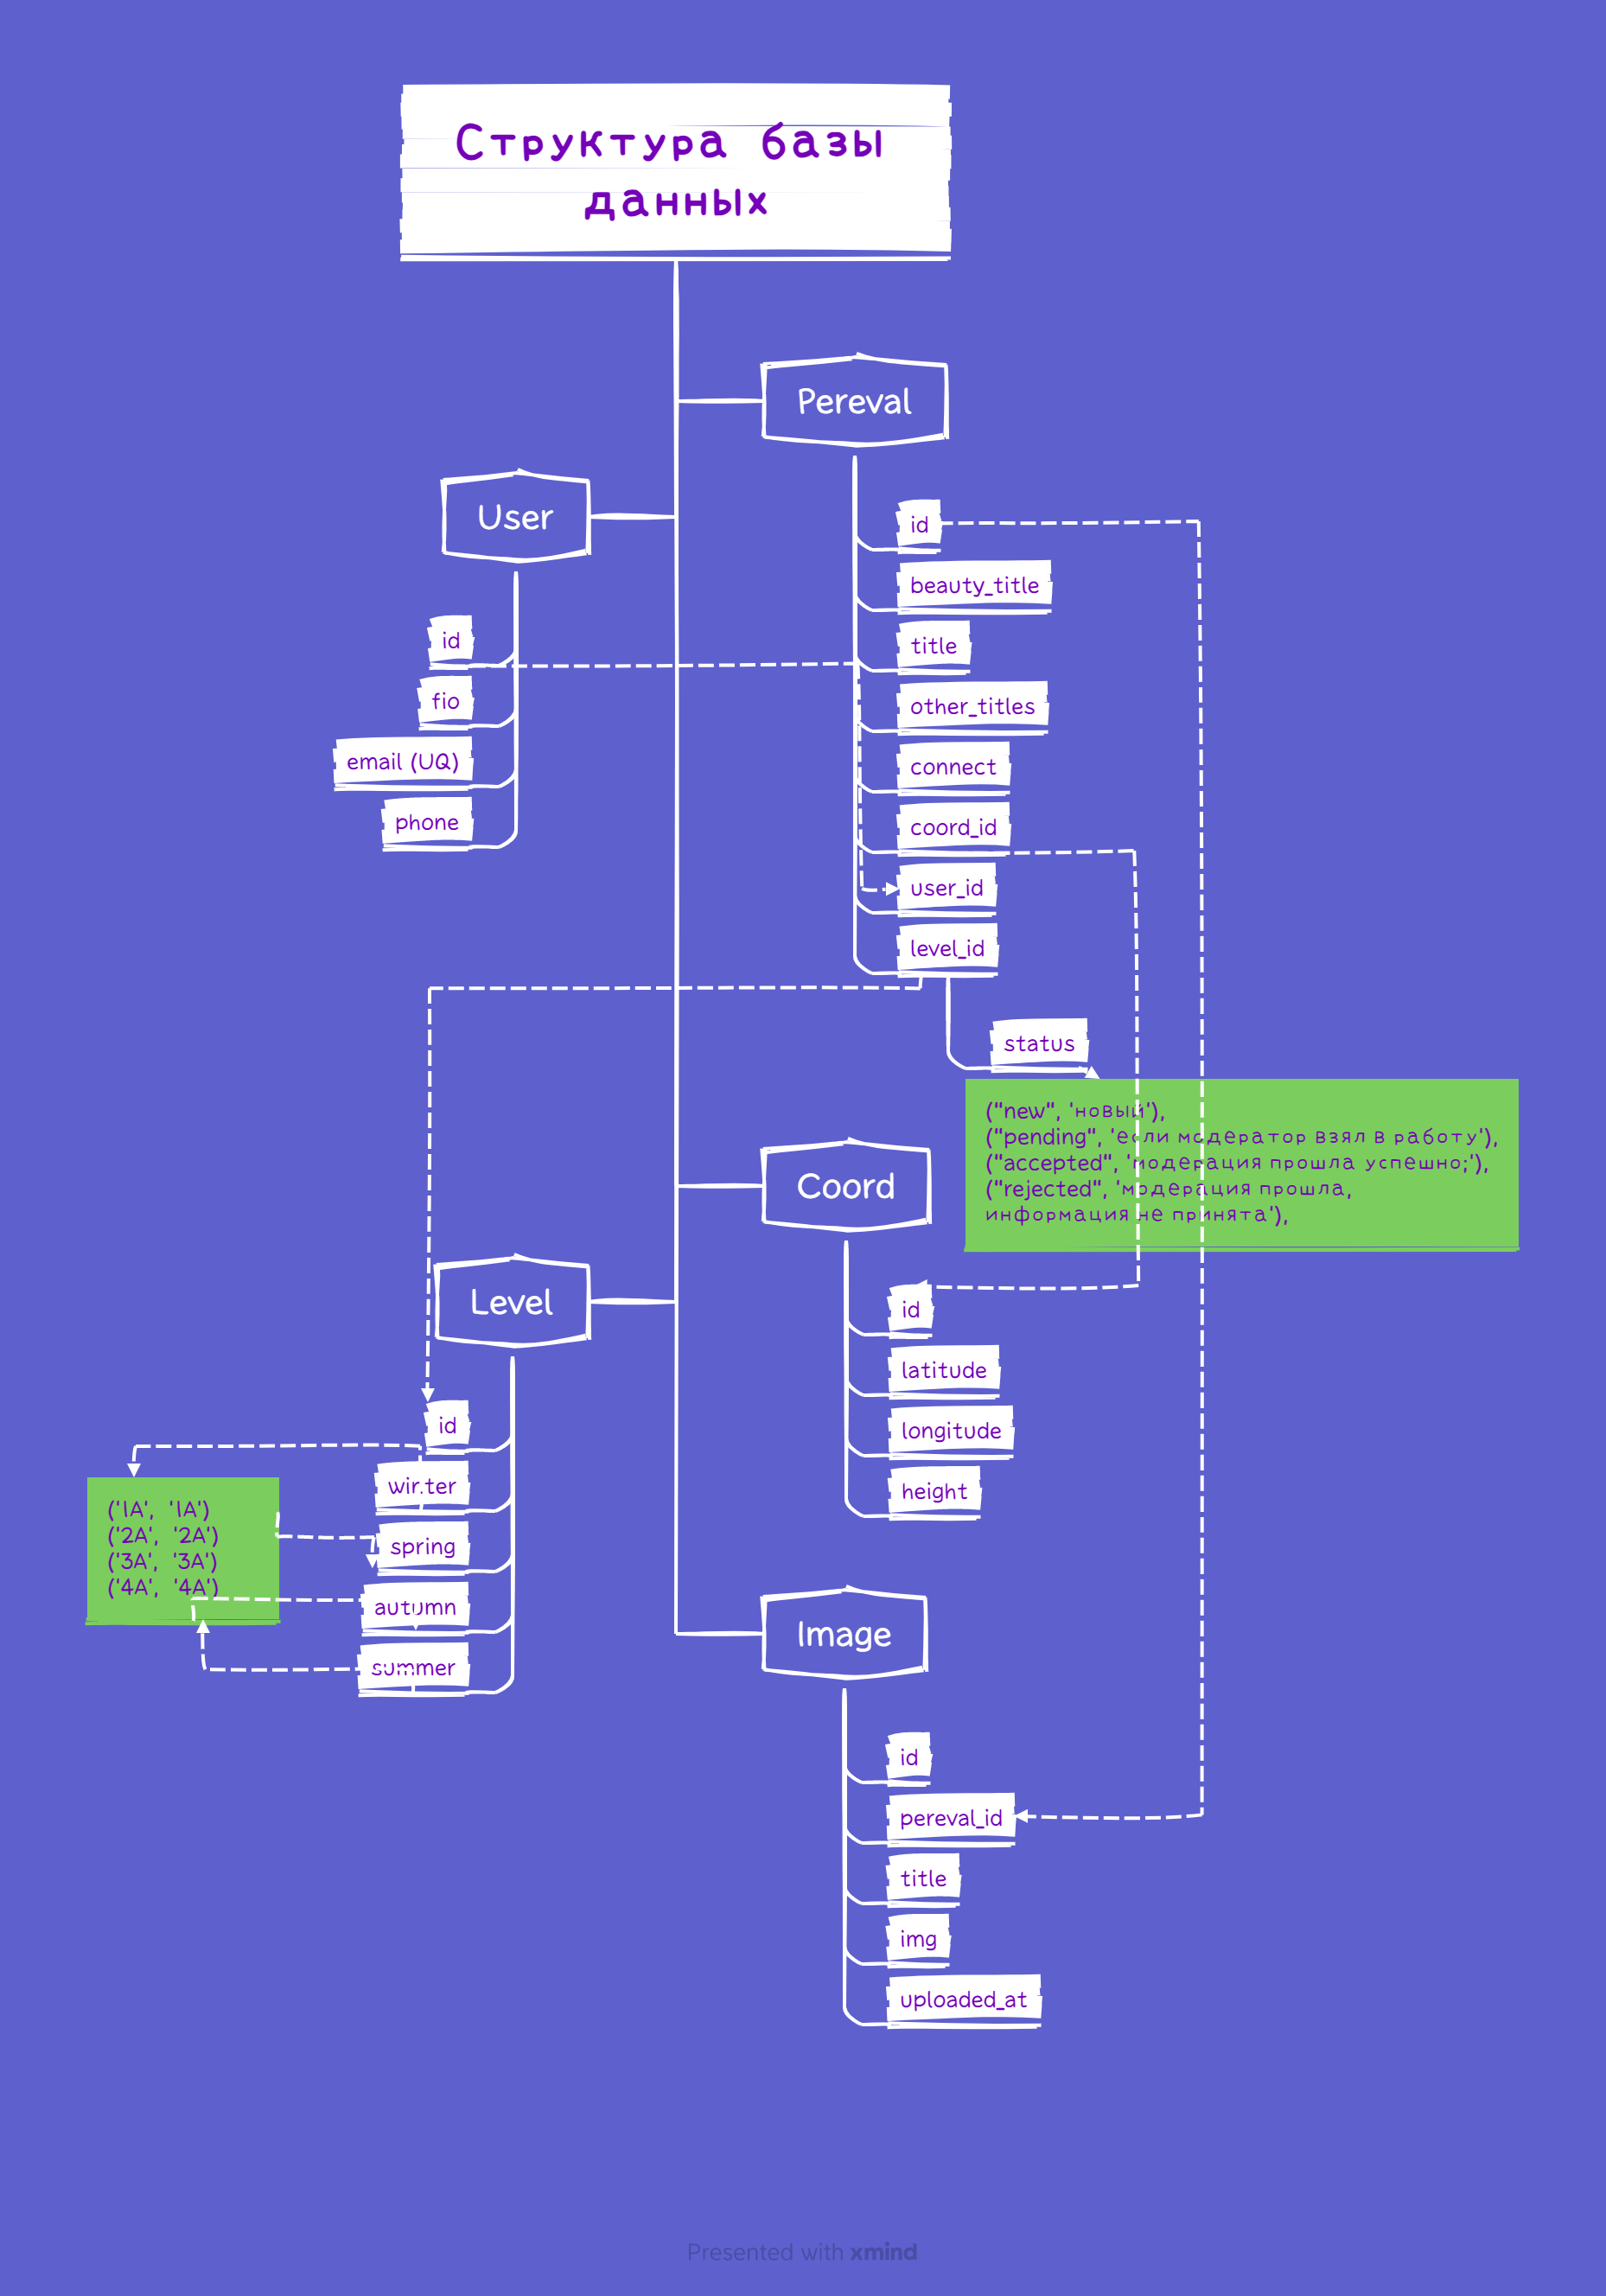 Структура базы
данных
Pereval
id
beauty_title
title
other_titles
connect
coord_id
user_id
level_id
status
("new", 'новый'),
("pending", 'если модератор взял в работу'),
("accepted", 'модерация прошла успешно;'),
("rejected", 'модерация прошла,
информация не принята'),
User
id
fio
email (UQ)
phone
Coord
id
latitude
longitude
height
Level
id
winter
spring
autumn
summer
('1A', '1A')
('2A', '2A')
('3A', '3A')
('4A', '4A')
Image
id
pereval_id
title
img
uploaded_at
Presented with xmind